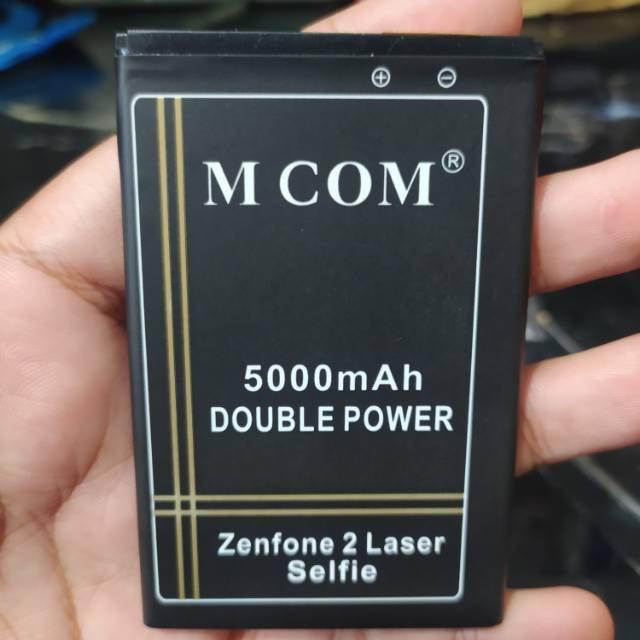 ⊕ ⊖
M COM®
5000mAh
DOUBLE POWER
Zenfone 2 Laser
Selfie